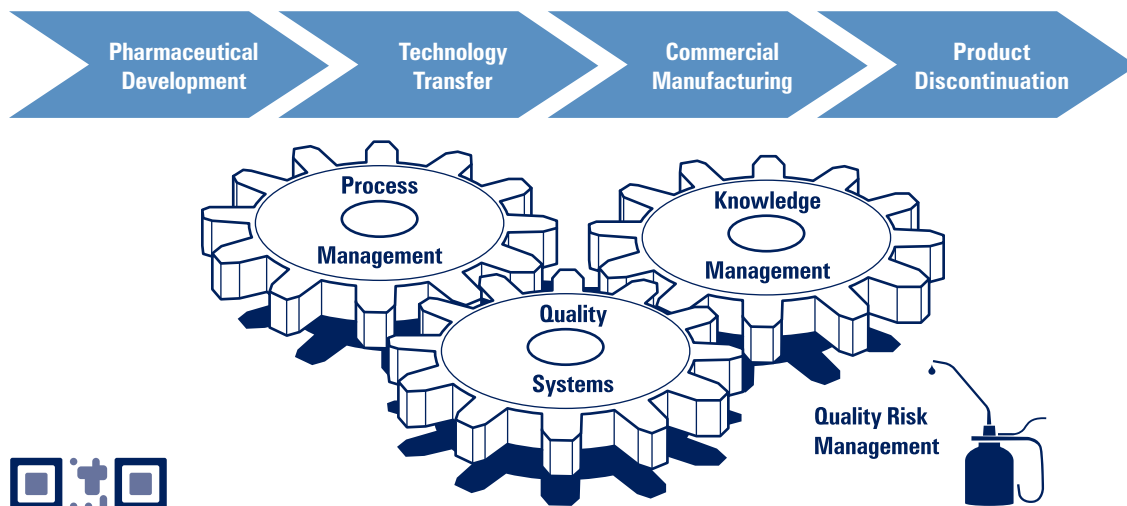 Pharmaceutical
Development
Technology
Transfer
Commercial
Manufacturing
Product
Discontinuation
Process
Management
Knowledge
Management
Quality
Systems
Quality Risk
Management